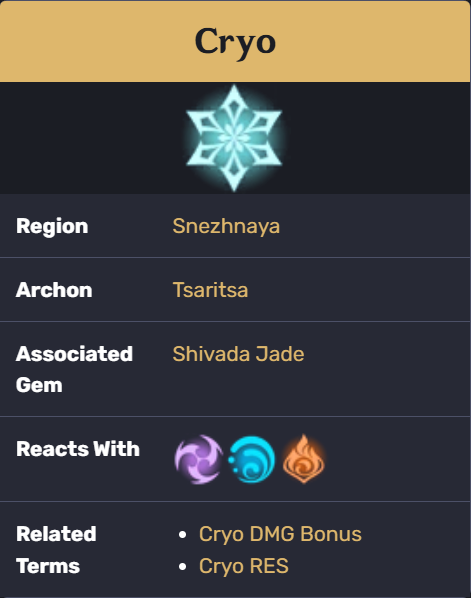 Cryo
Region Snezhnaya
Archon Tsaritsa
Associated Shivada Jade
Gem
Reacts With
Related • Cryo DMG Bonus
Terms • Cryo RES